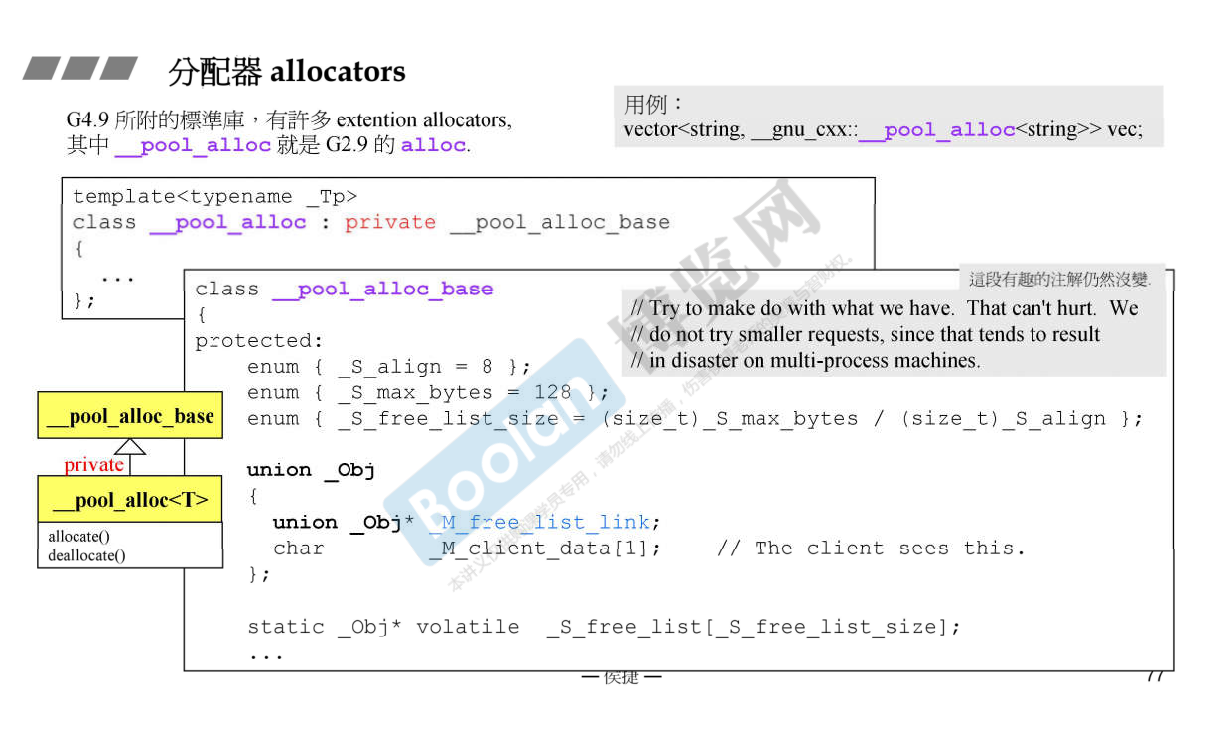 分配器 allocators
G4.9 所附的標準庫，有許多 extention allocators,
其中 __pool_alloc 就是 G2.9 的 alloc.
用例：
vector<string, __gnu_cxx::__pool_alloc<string>> vec;
template<typename _Tp>
class __pool_alloc : private __pool_alloc_base
{
...
};
class __pool_alloc_base
{
protected:
enum { _S_align = 8 };
enum { _S_max_bytes = 128 };
enum { _S_free_list_size = (size_t)_S_max_bytes / (size_t)_S_align };
這段有趣的注解仍然沒變.
// Try to make do with what we have.  That can't hurt.  We
// do not try smaller requests, since that tends to result
// in disaster on multi-process machines.
union _Obj
{
union _Obj* _M_free_list_link;
char _M_client_data[1];    // The client sees this.
};
static _Obj* volatile _S_free_list[_S_free_list_size];
...
__pool_alloc_base
private
__pool_alloc<T>
allocate()
deallocate()
Boolan
博览网
— 侯捷 —
77